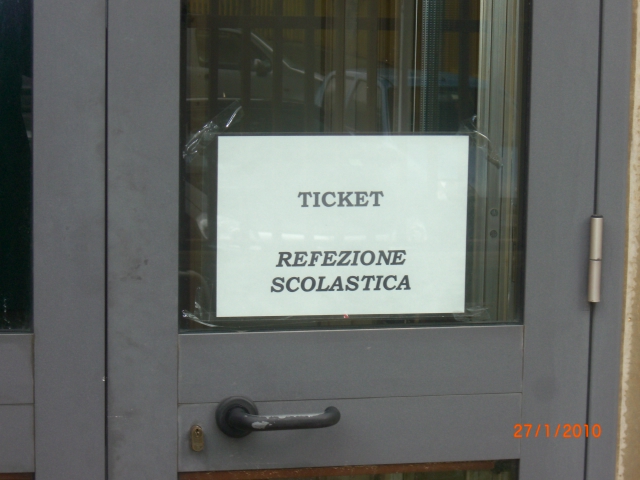 TICKET
REFEZIONE
SCOLASTICA
27/1/2010